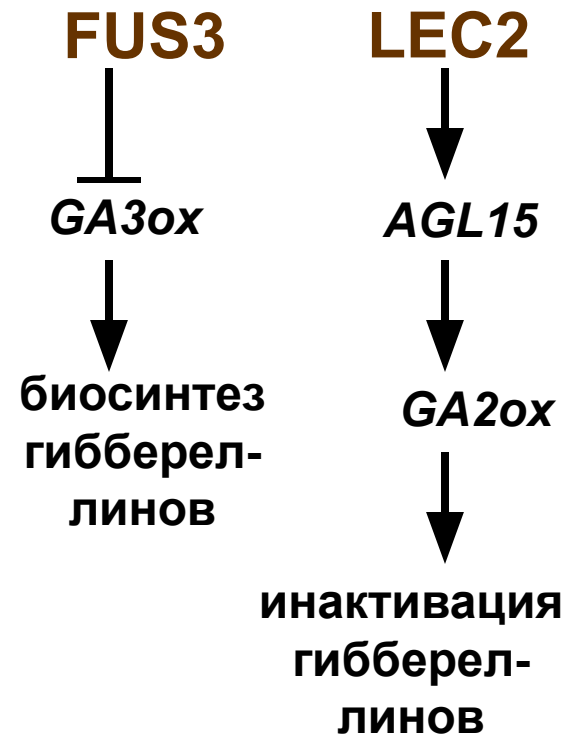 FUS3
GA3ox
биосинтез
гибберел-
линов
LEC2
AGL15
GA2ox
инактивация
гибберел-
линов